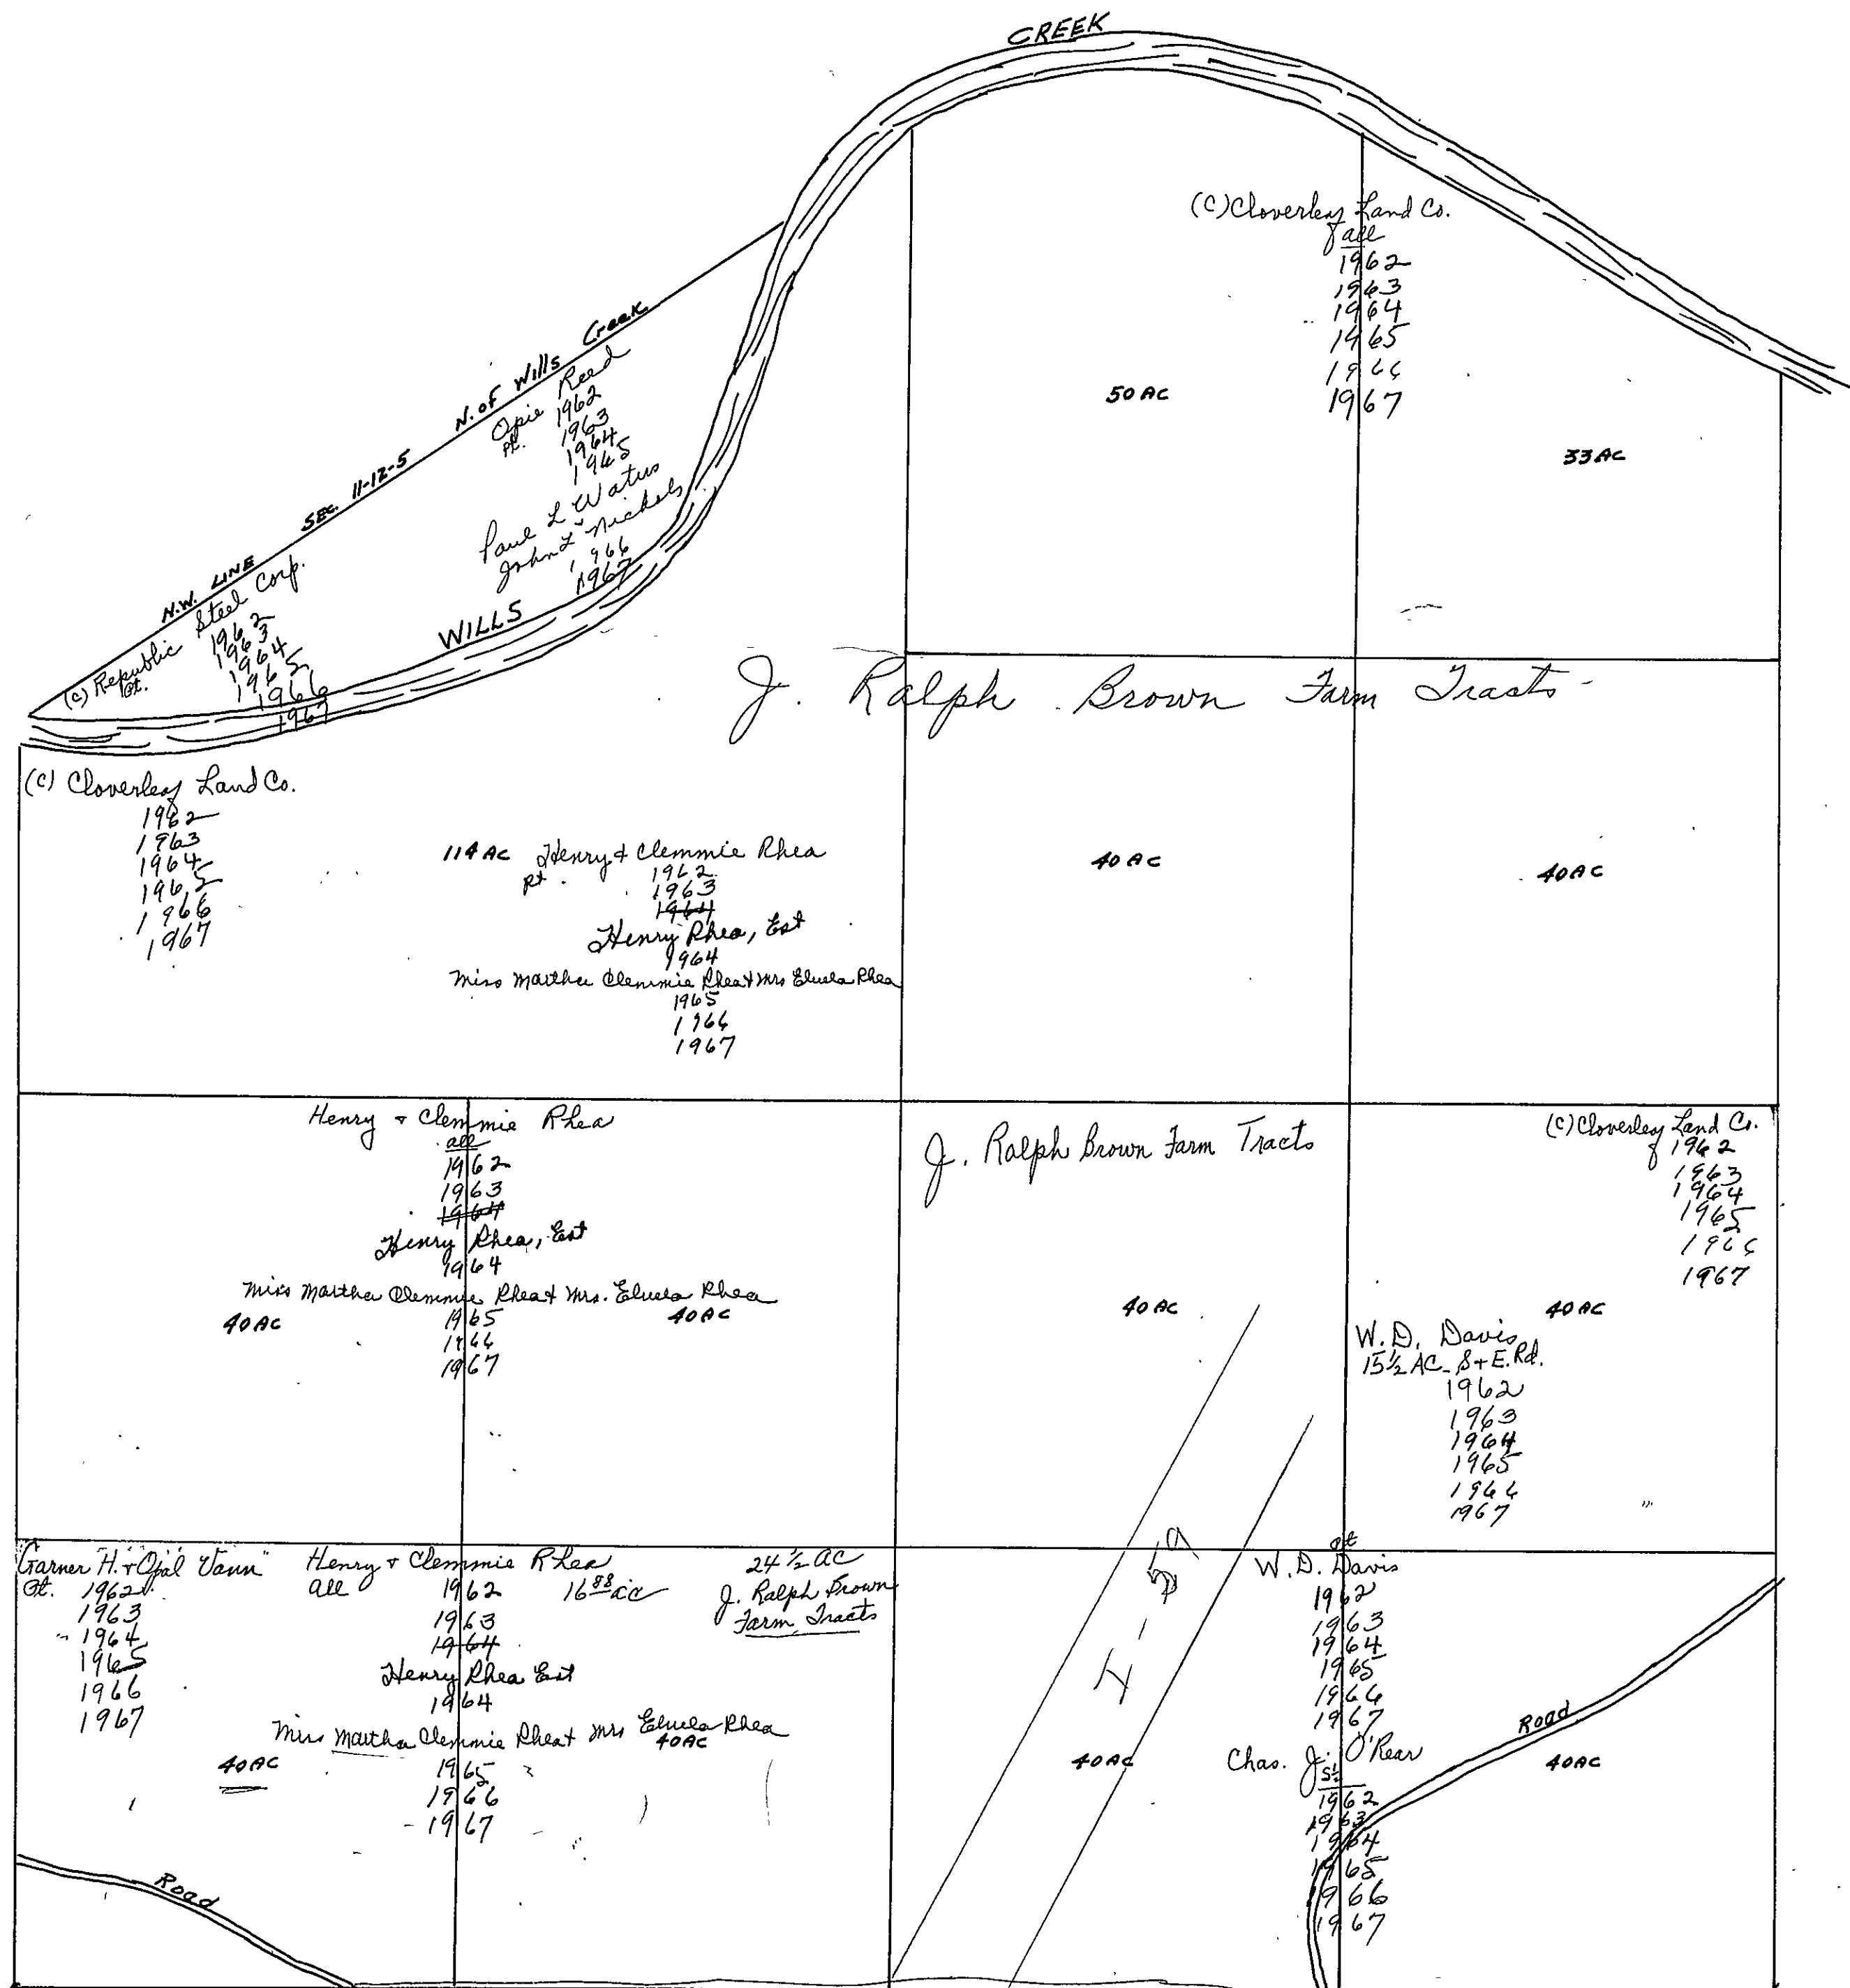 CREEK
(C) Cloverleaf Land Co.
all
1962
1963
1964
1965
1966
1967
50 AC
33 AC
N.W. LINE SEC. 11-12-5 N. OF Wills Creek
Opie Reed
Pt. 1962
1963
1964
1965
Paul L Waters
&
John L Nichols
1966
1967
(C) Republic Steel Corp.
Pt. 1962
1963
1964
1965
1966
1967
WILLS
J. Ralph Brown Farm Tracts
(C) Cloverleaf Land Co.
1962
1963
1964
1965
1966
1967
114 AC
Henry & Clemmie Rhea
pt. 1962
1963
1964
Henry Rhea, Est
1964
Miss Martha Clemmie Rhea & Mrs Rhea
1965
1966
1967
40 AC
40 AC
Henry & Clemmie Rhea
all
1962
1963
1964
Henry Rhea, Est
1964
Miss Martha Clemmie Rhea & Mrs. Rhea
1965
1966
1967
40 AC
40 AC
J. Ralph Brown Farm Tracts
40 AC
(C) Cloverleaf Land Co.
1962
1963
1964
1965
1966
1967
40 AC
W.D. Davis
15½ AC S & E. Rd.
1962
1963
1964
1965
1966
1967
Garner H. & Opal Vann
Pt. 1962
1963
1964
1965
1966
1967
40 AC
Henry & Clemmie Rhea
all 1962 16 88 ac
1963
1964
Henry Rhea Est
1964
Miss Martha Clemmie Rhea & Mrs Rhea
1965
1966
1967
40 AC
24½ AC
J. Ralph Brown
Farm Tracts
I-59
40 AC
pt
W.D. Davis
1962
1963
1964
1965
1966
1967
Chas. J. O'Rear
S½
1962
1963
1964
1965
1966
1967
Road
40 AC
Road